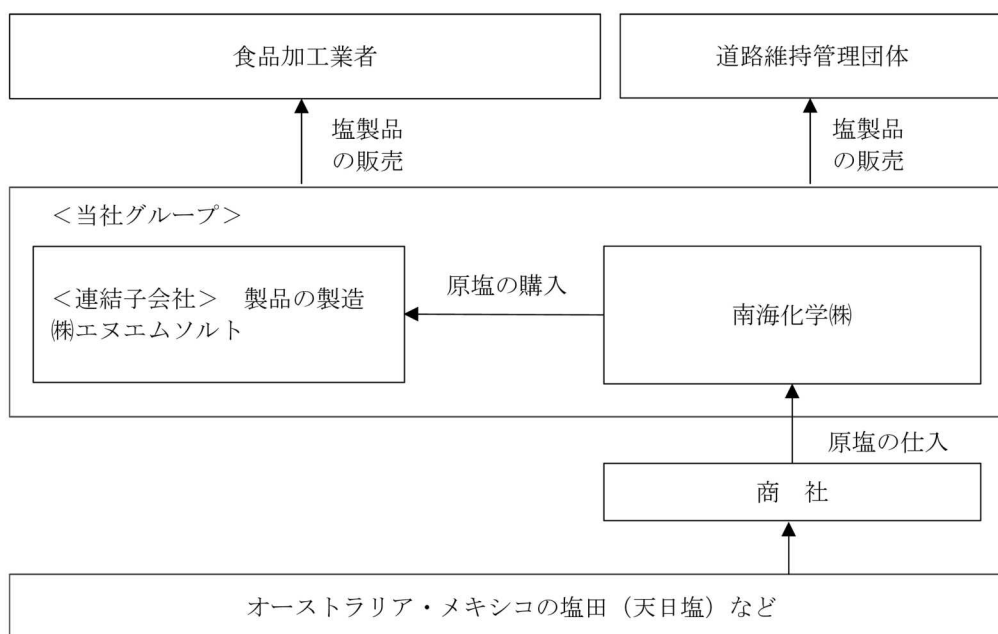 食品加工業者
道路維持管理団体
塩製品
の販売
塩製品
の販売
＜当社グループ＞
＜連結子会社＞　製品の製造
㈱エヌエムソルト
原塩の購入
南海化学㈱
原塩の仕入
商　社
オーストラリア・メキシコの塩田（天日塩）など